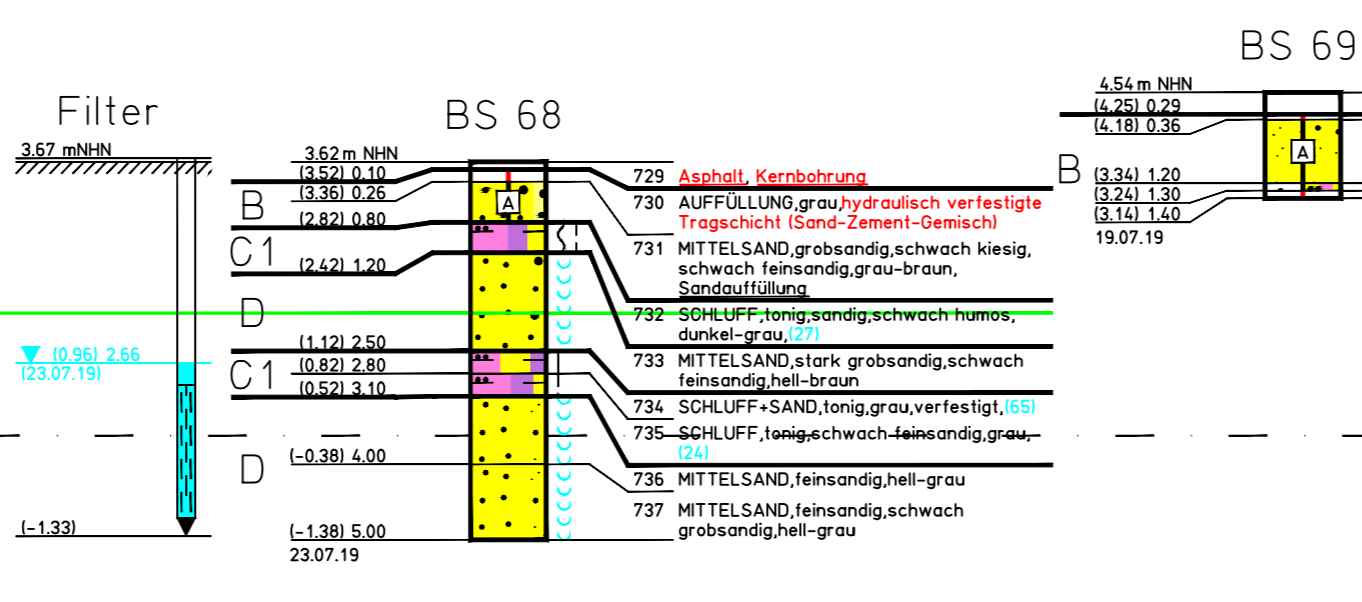 Filter
3.67 mNHN
(0.96) 2.66
(23.07.19)
(-1.33)
BS 68
3.62 m NHN
(3.52) 0.10
(3.36) 0.26
B
(2.82) 0.80
C1
(2.42) 1.20
D
(1.12) 2.50
(0.82) 2.80
C1
(0.52) 3.10
(-0.38) 4.00
D
(-1.38) 5.00
23.07.19
A
729 Asphalt, Kernbohrung
730 AUFFÜLLUNG,grau,hydraulisch verfestigte
Tragschicht (Sand-Zement-Gemisch)
731 MITTELSAND,grobsandig,schwach kiesig,
schwach feinsandig,grau-braun,
Sandauffüllung
732 SCHLUFF,tonig,sandig,schwach humos,
dunkel-grau,(27)
733 MITTELSAND,stark grobsandig,schwach
feinsandig,hell-braun
734 SCHLUFF+SAND,tonig,grau,verfestigt,(65)
735 SCHLUFF,tonig,schwach feinsandig,grau,
(24)
736 MITTELSAND,feinsandig,hell-grau
737 MITTELSAND,feinsandig,schwach
grobsandig,hell-grau
BS 69
4.54 m NHN
(4.25) 0.29
(4.18) 0.36
B
(3.34) 1.20
(3.24) 1.30
(3.14) 1.40
19.07.19
A